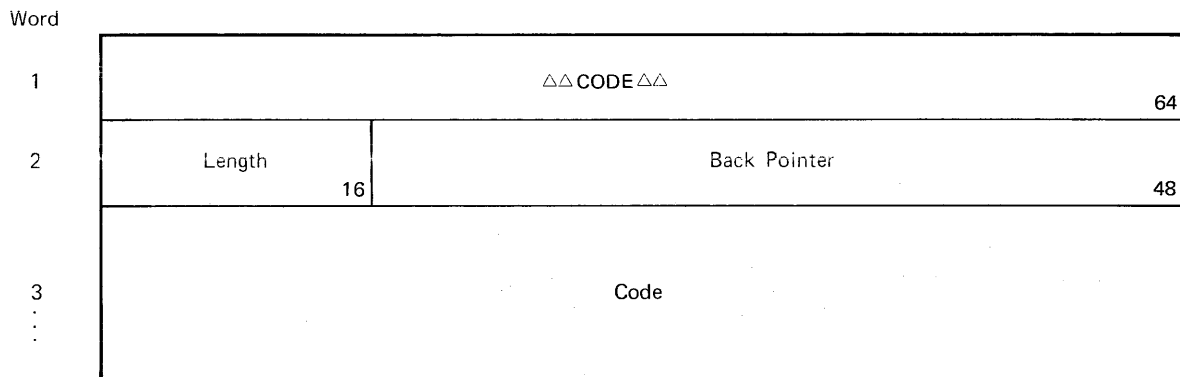 Word
1
△△CODE△△
64
2
Length
16
Back Pointer
48
3
Code
.
.
.